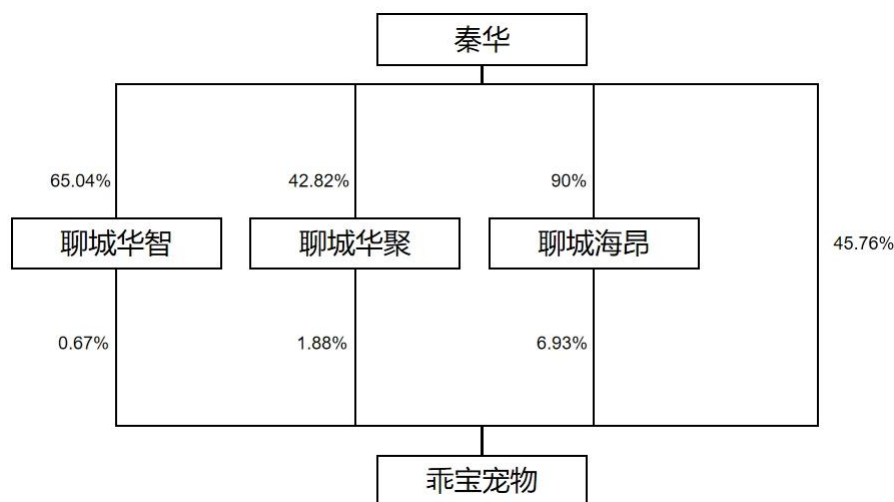 秦华
65.04%
42.82%
90%
聊城华智
聊城华聚
聊城海昂
45.76%
0.67%
1.88%
6.93%
乖宝宠物